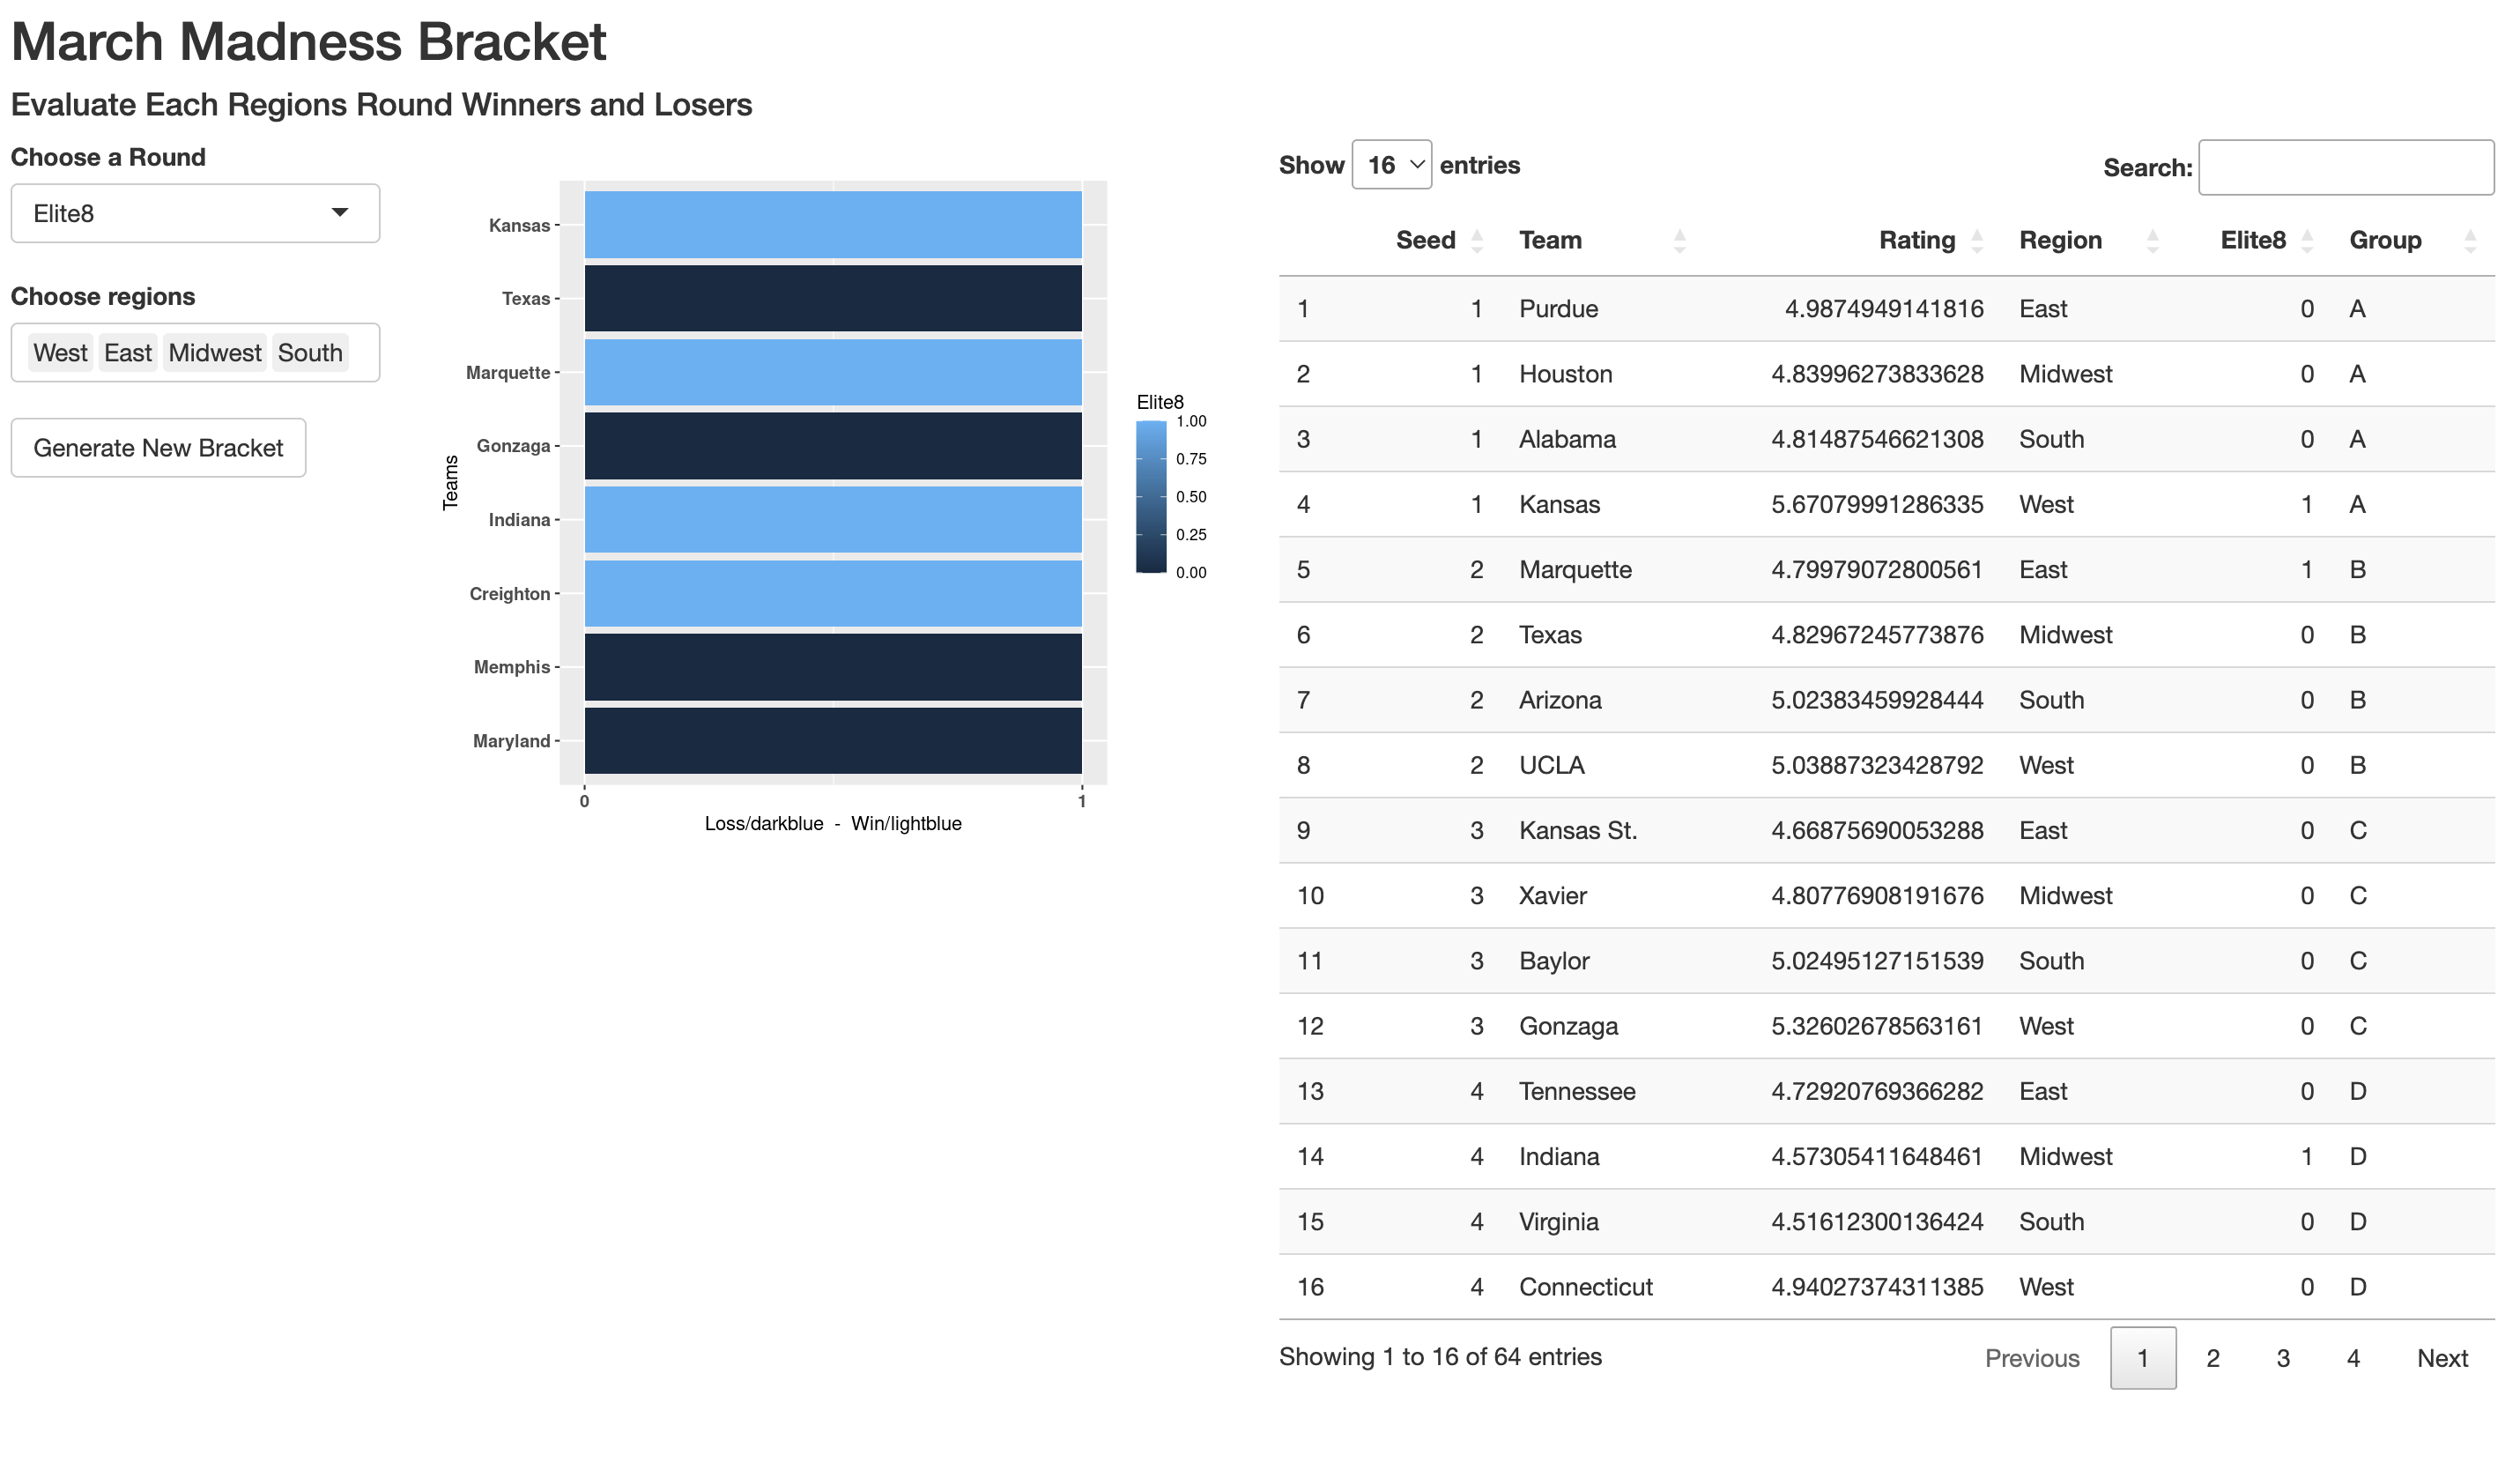 March Madness Bracket
Evaluate Each Regions Round Winners and Losers
Choose a Round
Elite8
Choose regions
West East Midwest South
Generate New Bracket
Teams
Kansas
Texas
Marquette
Gonzaga
Indiana
Creighton
Memphis
Maryland
0 1
Loss/darkblue - Win/lightblue
Elite8
1.00
0.75
0.50
0.25
0.00
Show 16 entries
Search:
Seed Team Rating Region Elite8 Group
1 1 Purdue 4.9874949141816 East 0 A
2 1 Houston 4.83996273833628 Midwest 0 A
3 1 Alabama 4.81487546621308 South 0 A
4 1 Kansas 5.67079991286335 West 1 A
5 2 Marquette 4.79979072800561 East 1 B
6 2 Texas 4.82967245773876 Midwest 0 B
7 2 Arizona 5.02383459928444 South 0 B
8 2 UCLA 5.03887323428792 West 0 B
9 3 Kansas St. 4.66875690053288 East 0 C
10 3 Xavier 4.80776908191676 Midwest 0 C
11 3 Baylor 5.02495127151539 South 0 C
12 3 Gonzaga 5.32602678563161 West 0 C
13 4 Tennessee 4.72920769366282 East 0 D
14 4 Indiana 4.57305411648461 Midwest 1 D
15 4 Virginia 4.51612300136424 South 0 D
16 4 Connecticut 4.94027374311385 West 0 D
Showing 1 to 16 of 64 entries
Previous 1 2 3 4 Next